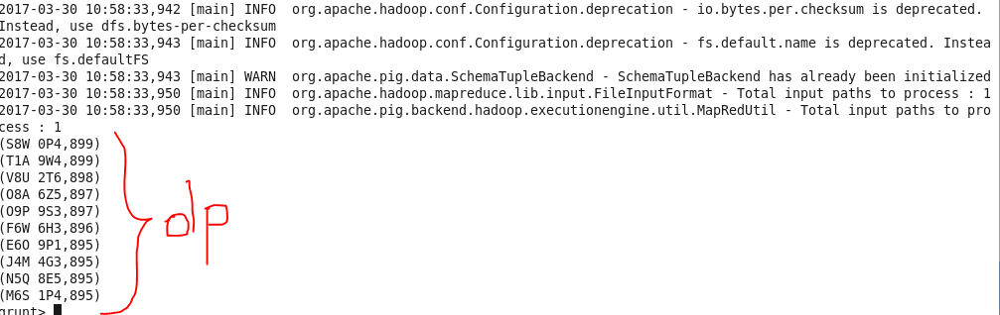 2017-03-30 10:58:33,942 [main] INFO  org.apache.hadoop.conf.Configuration.deprecation - io.bytes.per.checksum is deprecated.
Instead, use dfs.bytes-per-checksum
2017-03-30 10:58:33,943 [main] INFO  org.apache.hadoop.conf.Configuration.deprecation - fs.default.name is deprecated. Instea
d, use fs.defaultFS
2017-03-30 10:58:33,943 [main] WARN  org.apache.pig.data.SchemaTupleBackend - SchemaTupleBackend has already been initialized
2017-03-30 10:58:33,950 [main] INFO  org.apache.hadoop.mapreduce.lib.input.FileInputFormat - Total input paths to process : 1
2017-03-30 10:58:33,950 [main] INFO  org.apache.pig.backend.hadoop.executionengine.util.MapRedUtil - Total input paths to pro
cess : 1
(S8W 0P4,899)
(T1A 9W4,899)
(V8U 2T6,898)
(O8A 6Z5,897)
(O9P 9S3,897)
(F6W 6H3,896)
(E6O 9P1,895)
(J4M 4G3,895)
(N5Q 8E5,895)
(M6S 1P4,895)
grunt>
o/p